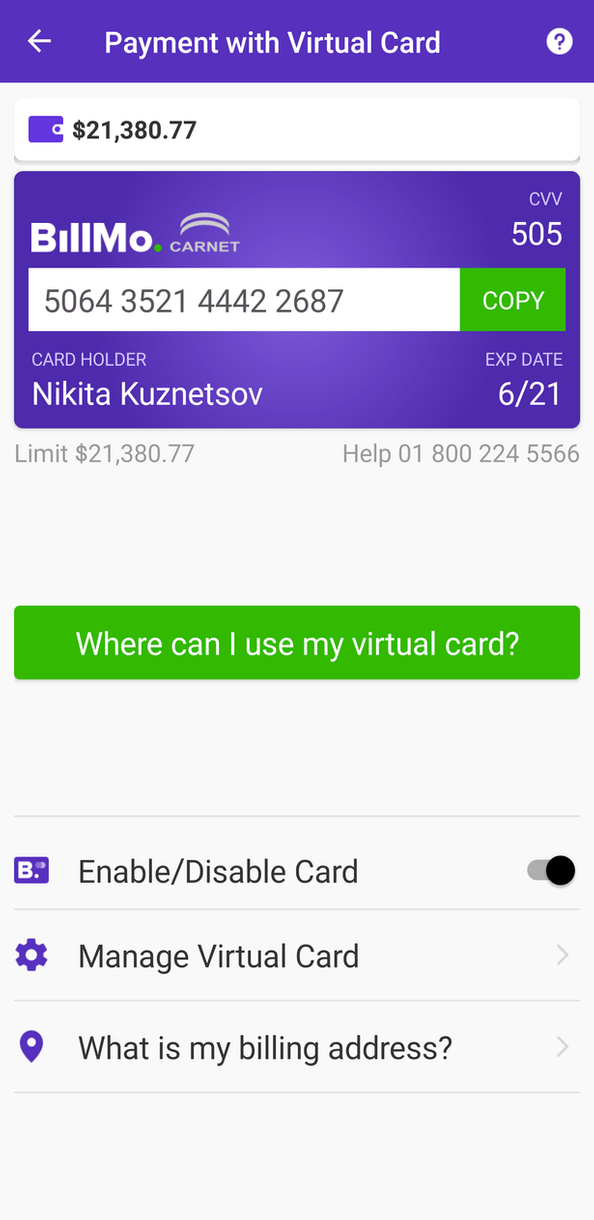 Payment with Virtual Card
$21,380.77
BillMo. CARNET
CVV
505
5064 3521 4442 2687
COPY
CARD HOLDER
EXP DATE
Nikita Kuznetsov
6/21
Limit $21,380.77
Help 01 800 224 5566
Where can I use my virtual card?
B. Enable/Disable Card
Manage Virtual Card
What is my billing address?